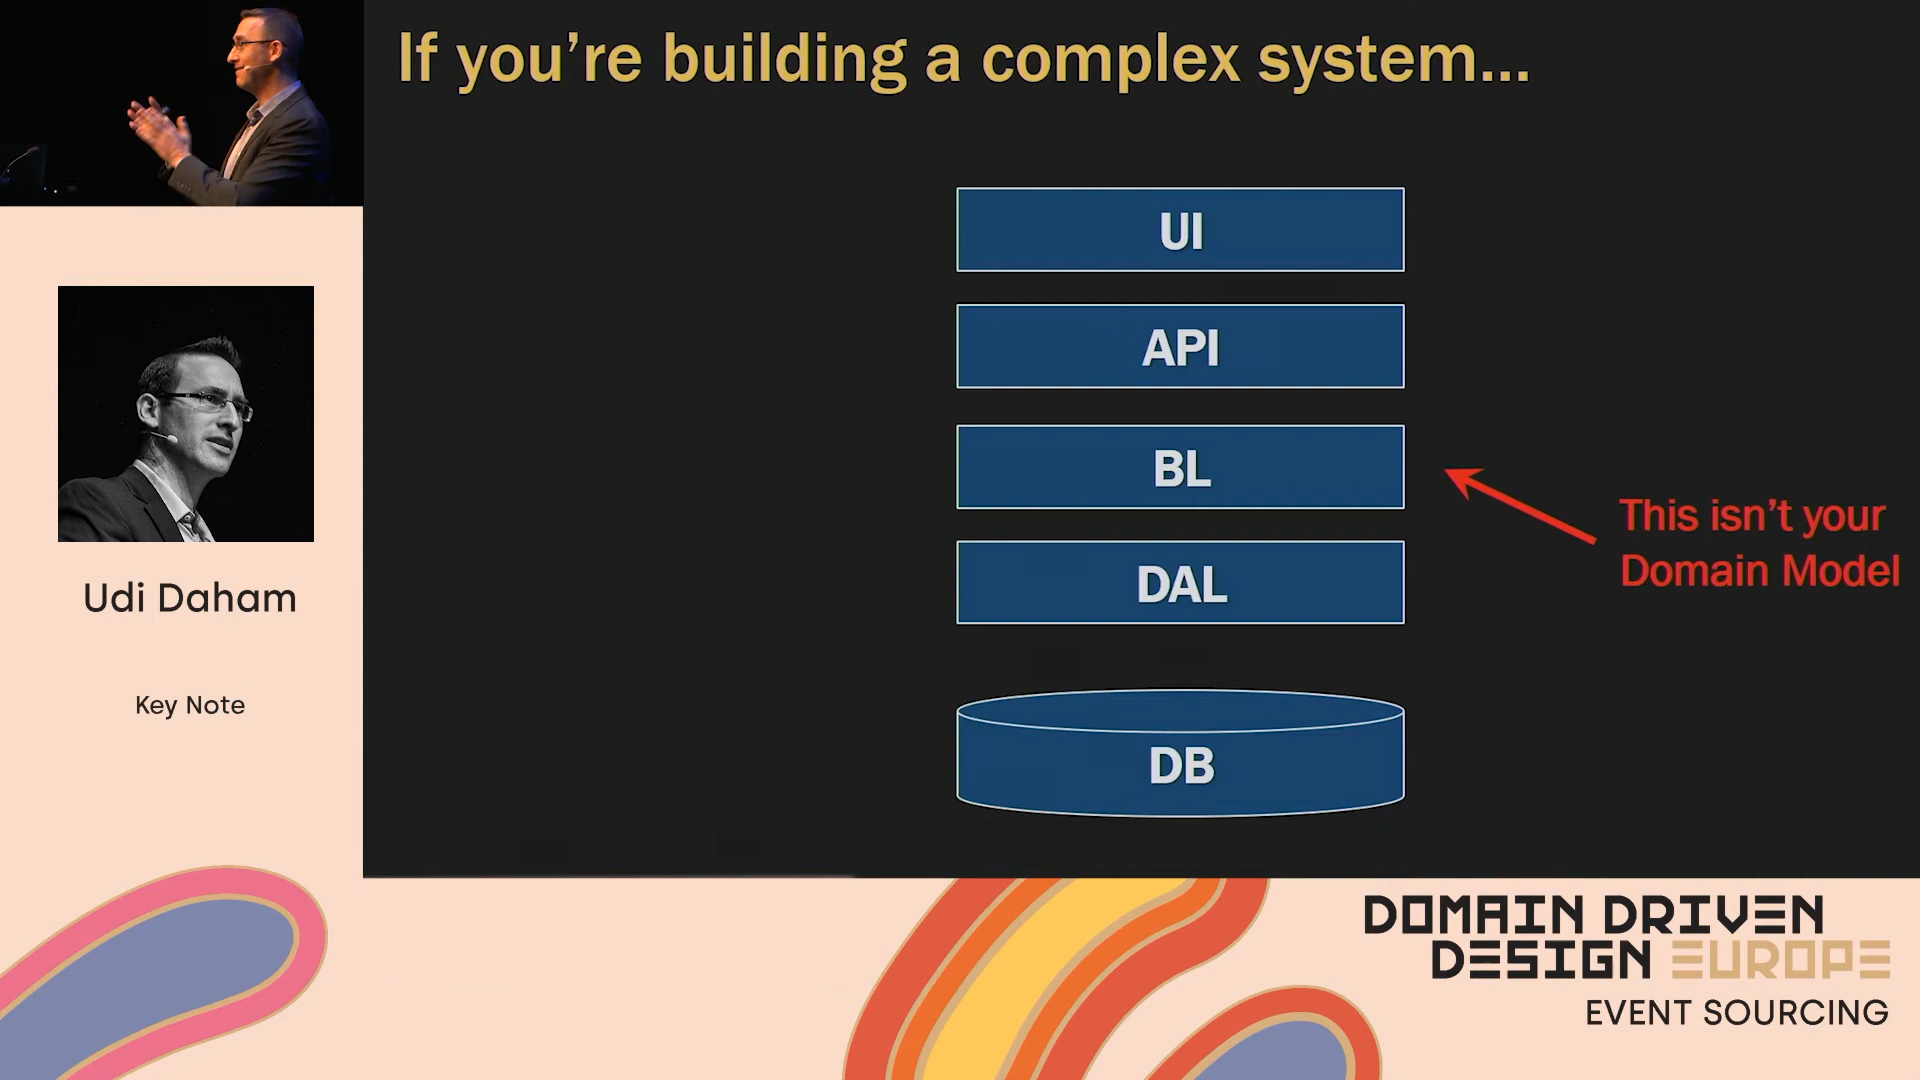 If you’re building a complex system...
UI
API
BL
This isn’t your
Domain Model
DAL
DB
Udi Daham
Key Note
DOMAIN DRIVEN
DESIGN EUROPE
EVENT SOURCING